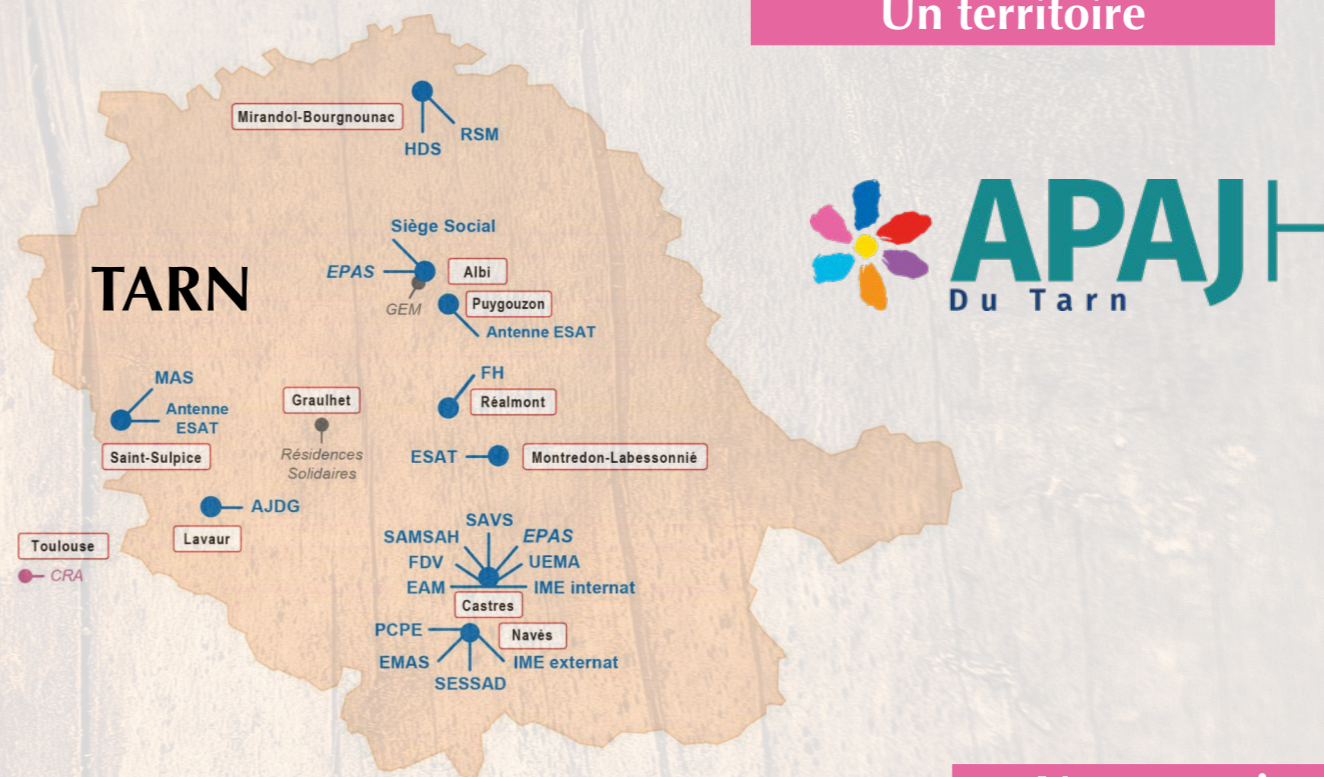 Un territoire
Mirandol-Bourgnounac
RSM
HDS
Siège Social
EPAS
Albi
GEM
Puygouzon
Antenne ESAT
TARN
APAJH
Du Tarn
MAS
Antenne
ESAT
Saint-Sulpice
Graulhet
Résidences
Solidaires
FH
Réalmont
ESAT
Montredon-Labessonnié
AJDG
Lavaur
Toulouse
CRA
SAVS
SAMSAH
EPAS
FDV
UEMA
EAM
IME internat
Castres
PCPE
Navès
EMAS
IME externat
SESSAD